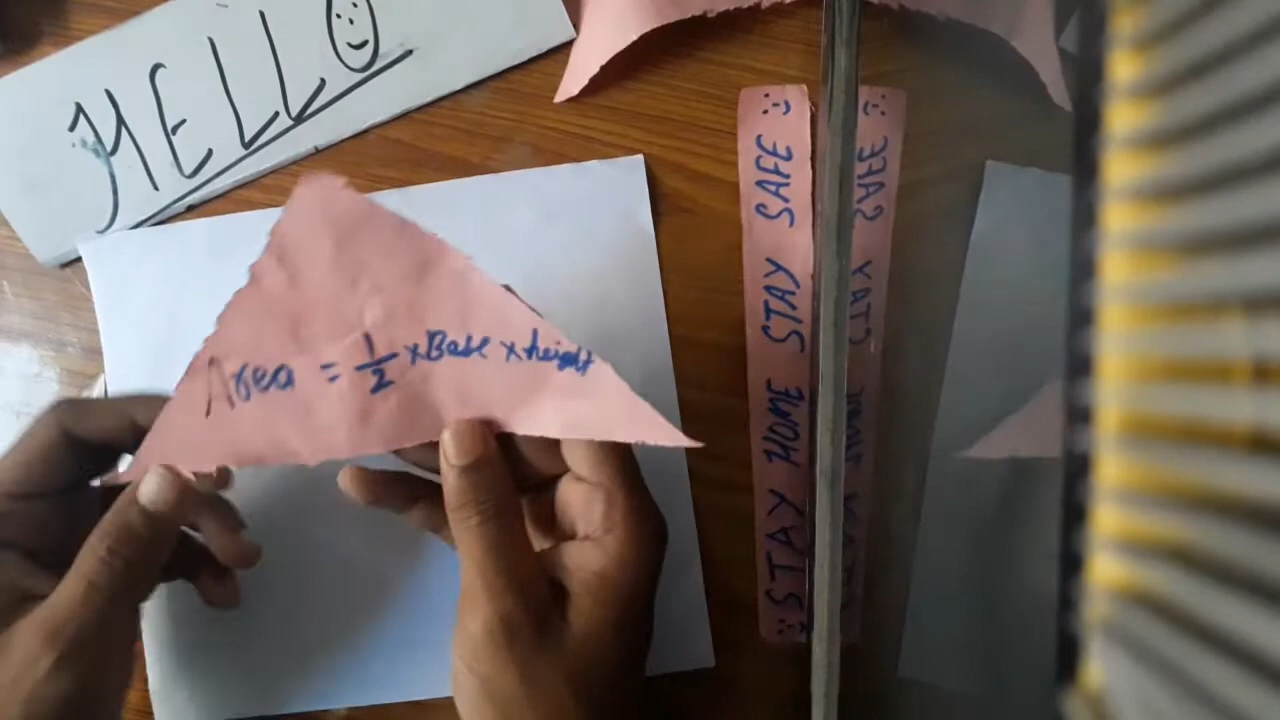 HELLO
Area = 1/2 × Base × height
STAY HOME STAY SAFE